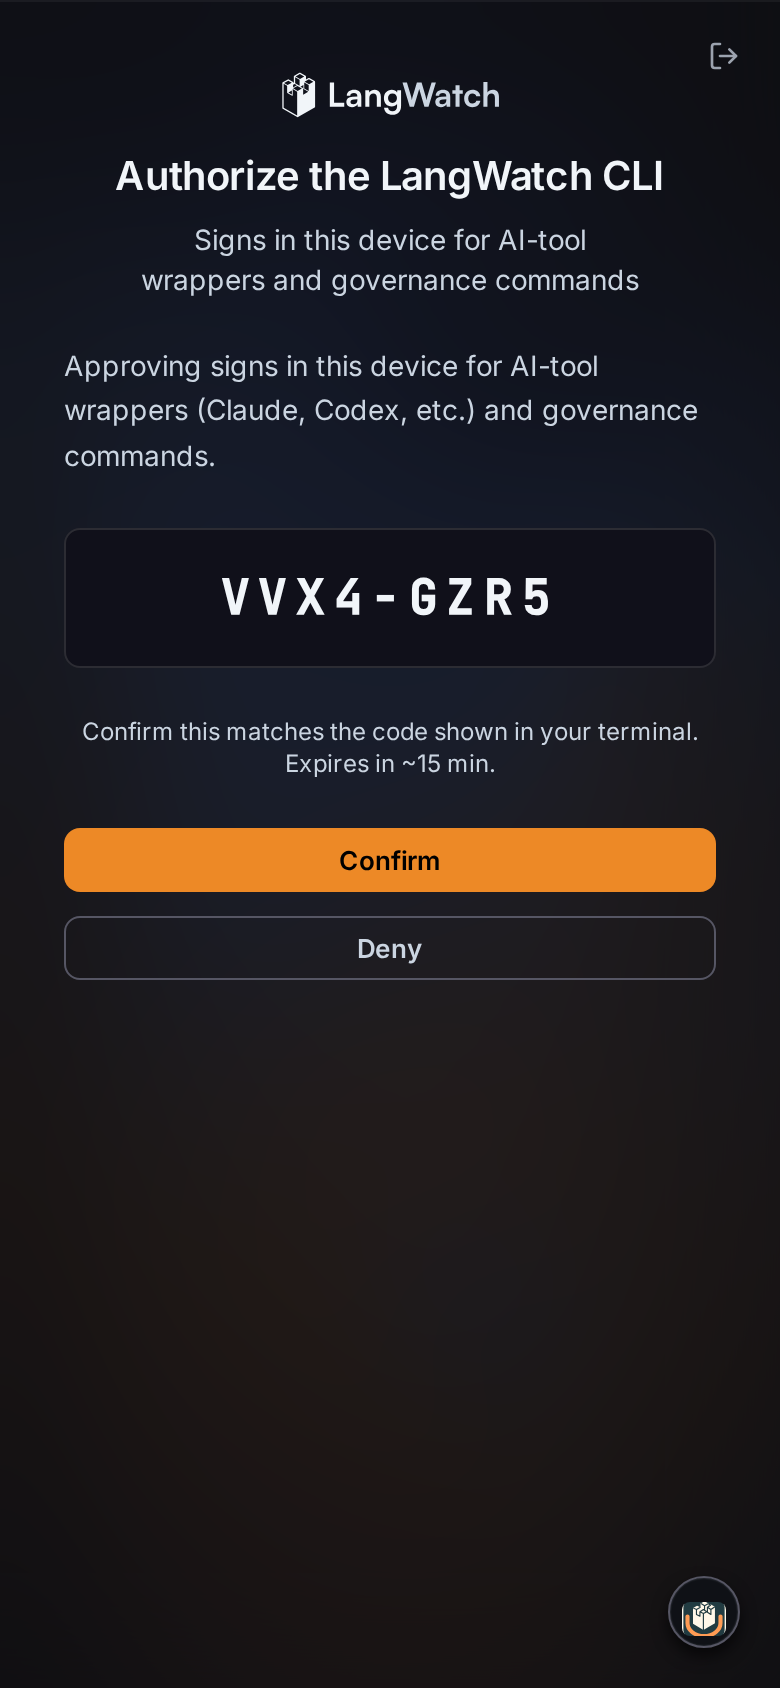 LangWatch
Authorize the LangWatch CLI
Signs in this device for AI-tool
wrappers and governance commands
Approving signs in this device for AI-tool
wrappers (Claude, Codex, etc.) and governance
commands.
VVX4-GZR5
Confirm this matches the code shown in your terminal.
Expires in ~15 min.
Confirm
Deny